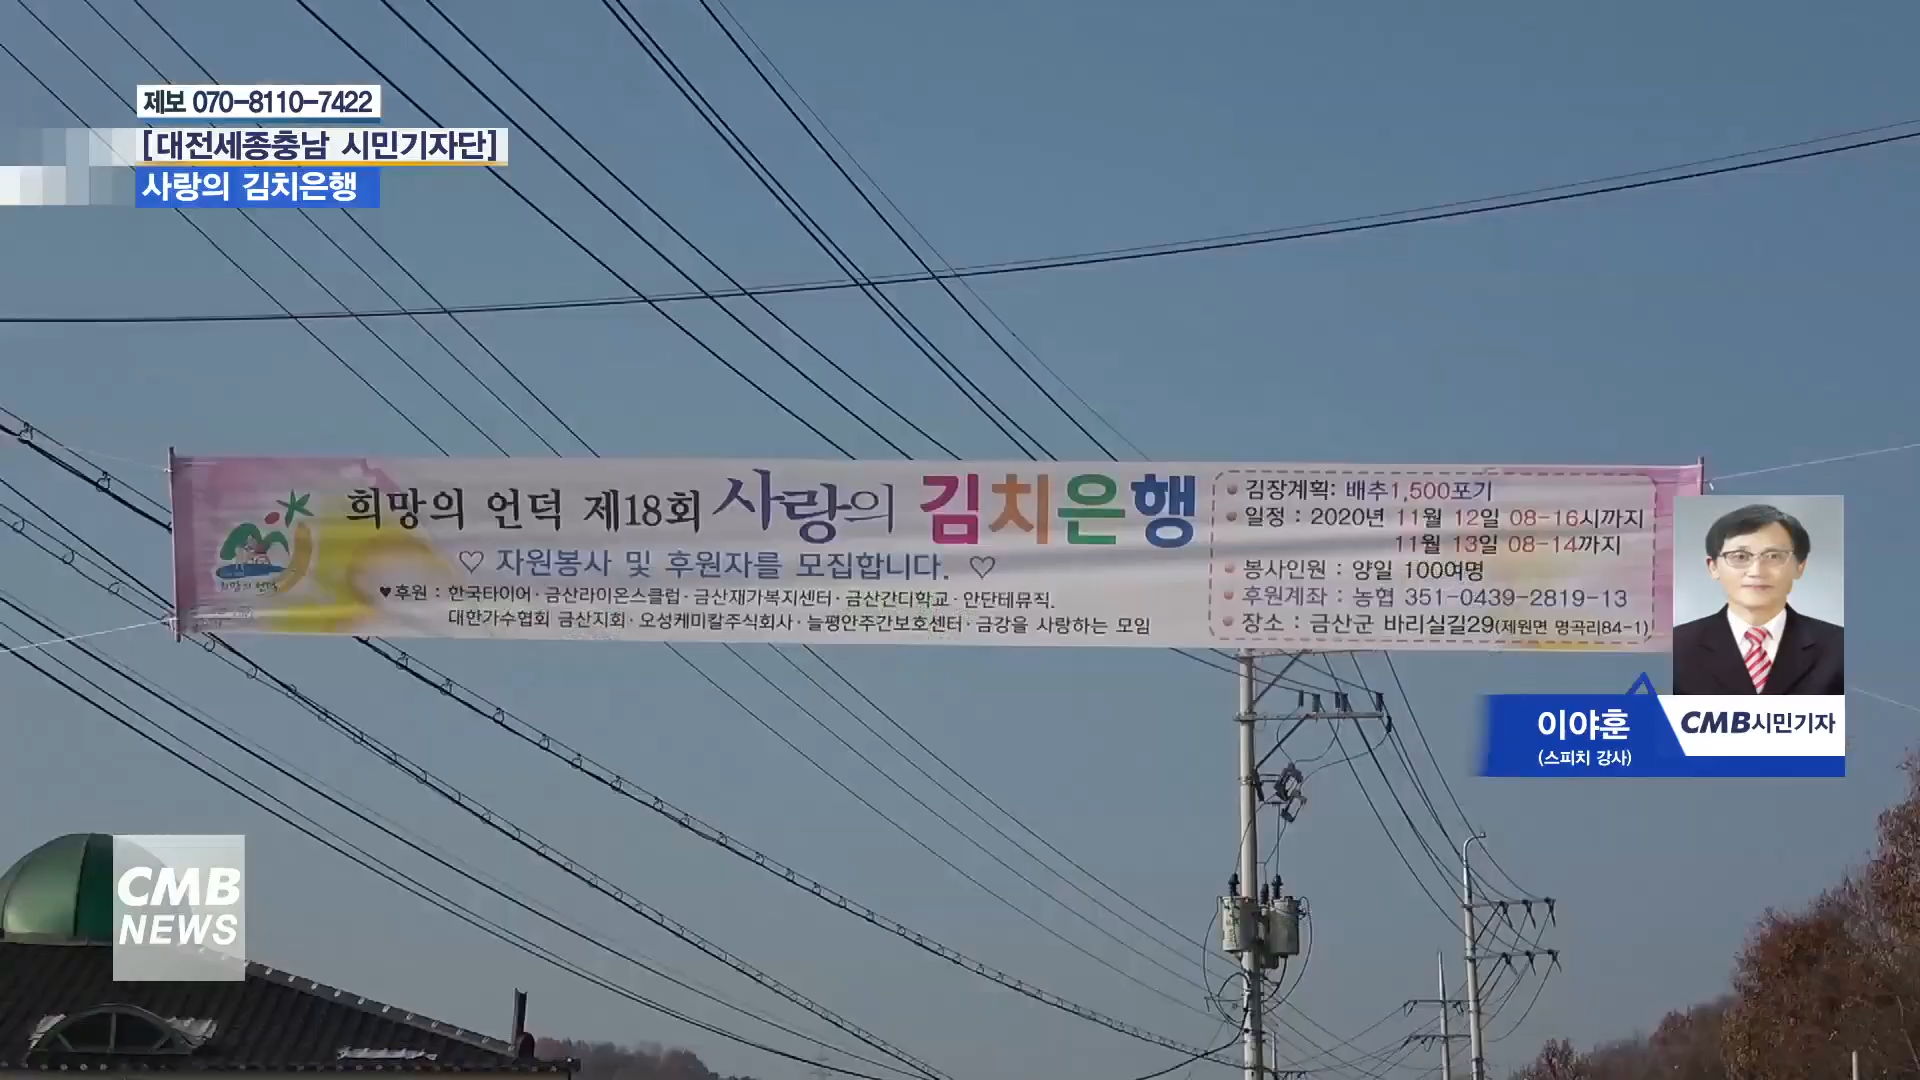 제보 070-8110-7422
[대전세종충남 시민기자단]
사랑의 김치은행
희망의 언덕 제18회 사랑의 김치은행
♡ 자원봉사 및 후원자를 모집합니다. ♡
♥후원 : 한국타이어·금산라이온스클럽·금산재가복지센터·금산간디학교·안단테뮤직.
대한가수협회 금산지회·오성케미칼주식회사·늘평안주간보호센터·금강을 사랑하는 모임
희망의 언덕
• 김장계획: 배추1,500포기
• 일정 : 2020년 11월 12일 08-16시까지
11월 13일 08-14까지
• 봉사인원 : 양일 100여명
• 후원계좌 : 농협 351-0439-2819-13
• 장소 : 금산군 바리실길29(제원면 명곡리84-1)
이야훈
(스피치 강사)
CMB시민기자
CMB
NEWS